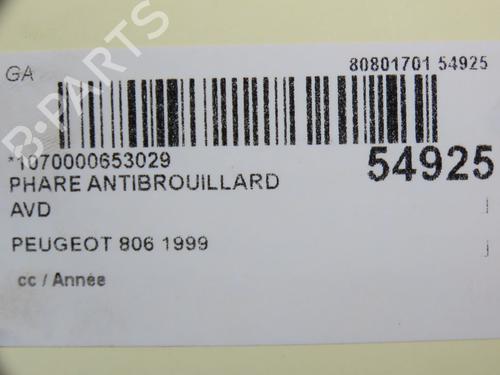 GA
80801701 54925
*1070000653029
54925
PHARE ANTIBROUILLARD
AVD
PEUGEOT 806 1999
cc / Année
B-PARTS